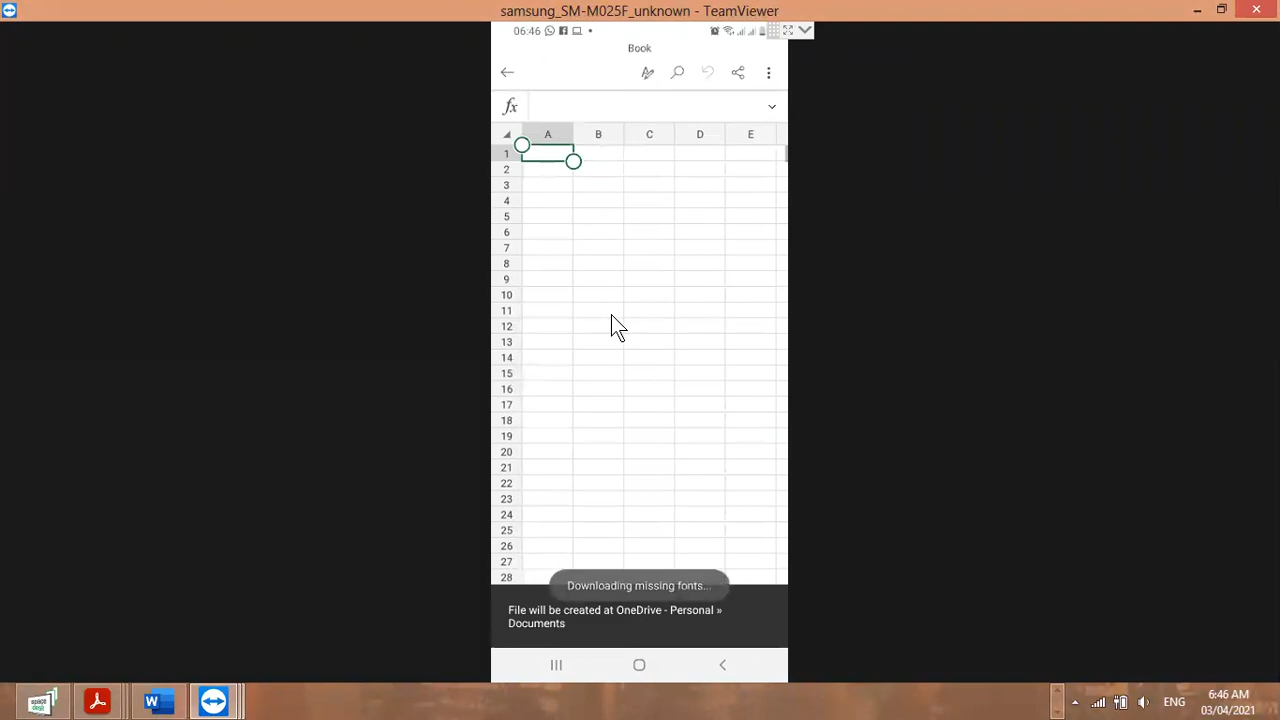 samsung_SM-M025F_unknown - TeamViewer
06:46
Book
fx
A B C D E
1
2
3
4
5
6
7
8
9
10
11
12
13
14
15
16
17
18
19
20
21
22
23
24
25
26
27
28
Downloading missing fonts...
File will be created at OneDrive - Personal »
Documents
space
desk
W
ENG
6:46 AM
03/04/2021